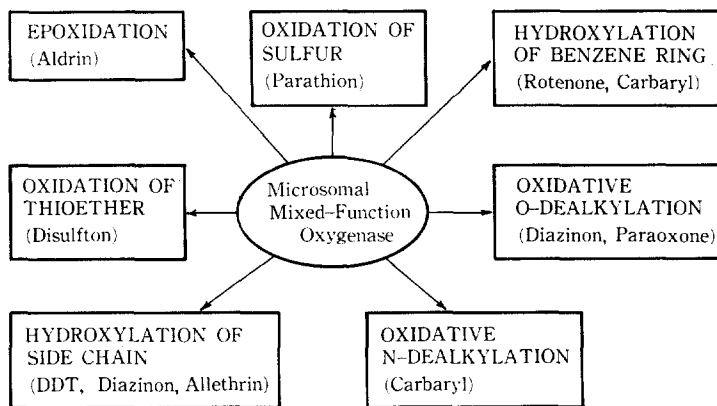 EPOXIDATION
(Aldrin)
OXIDATION OF
SULFUR
(Parathion)
HYDROXYLATION
OF BENZENE RING
(Rotenone, Carbaryl)
OXIDATION OF
THIOETHER
(Disulfton)
Microsomal
Mixed-Function
Oxygenase
OXIDATIVE
O-DEALKYLATION
(Diazinon, Paraoxone)
HYDROXYLATION OF
SIDE CHAIN
(DDT, Diazinon, Allethrin)
OXIDATIVE
N-DEALKYLATION
(Carbaryl)